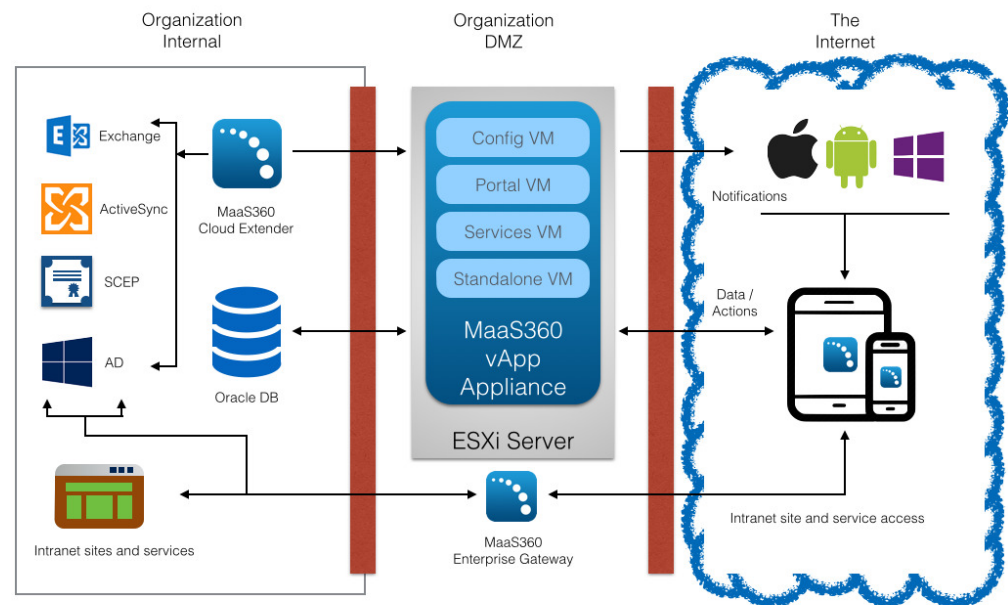 Organization
Internal
Organization
DMZ
The
Internet
Exchange
ActiveSync
SCEP
AD
MaaS360
Cloud Extender
Oracle DB
Intranet sites and services
Config VM
Portal VM
Services VM
Standalone VM
MaaS360
vApp
Appliance
ESXi Server
MaaS360
Enterprise Gateway
Notifications
Data /
Actions
Intranet site and service access